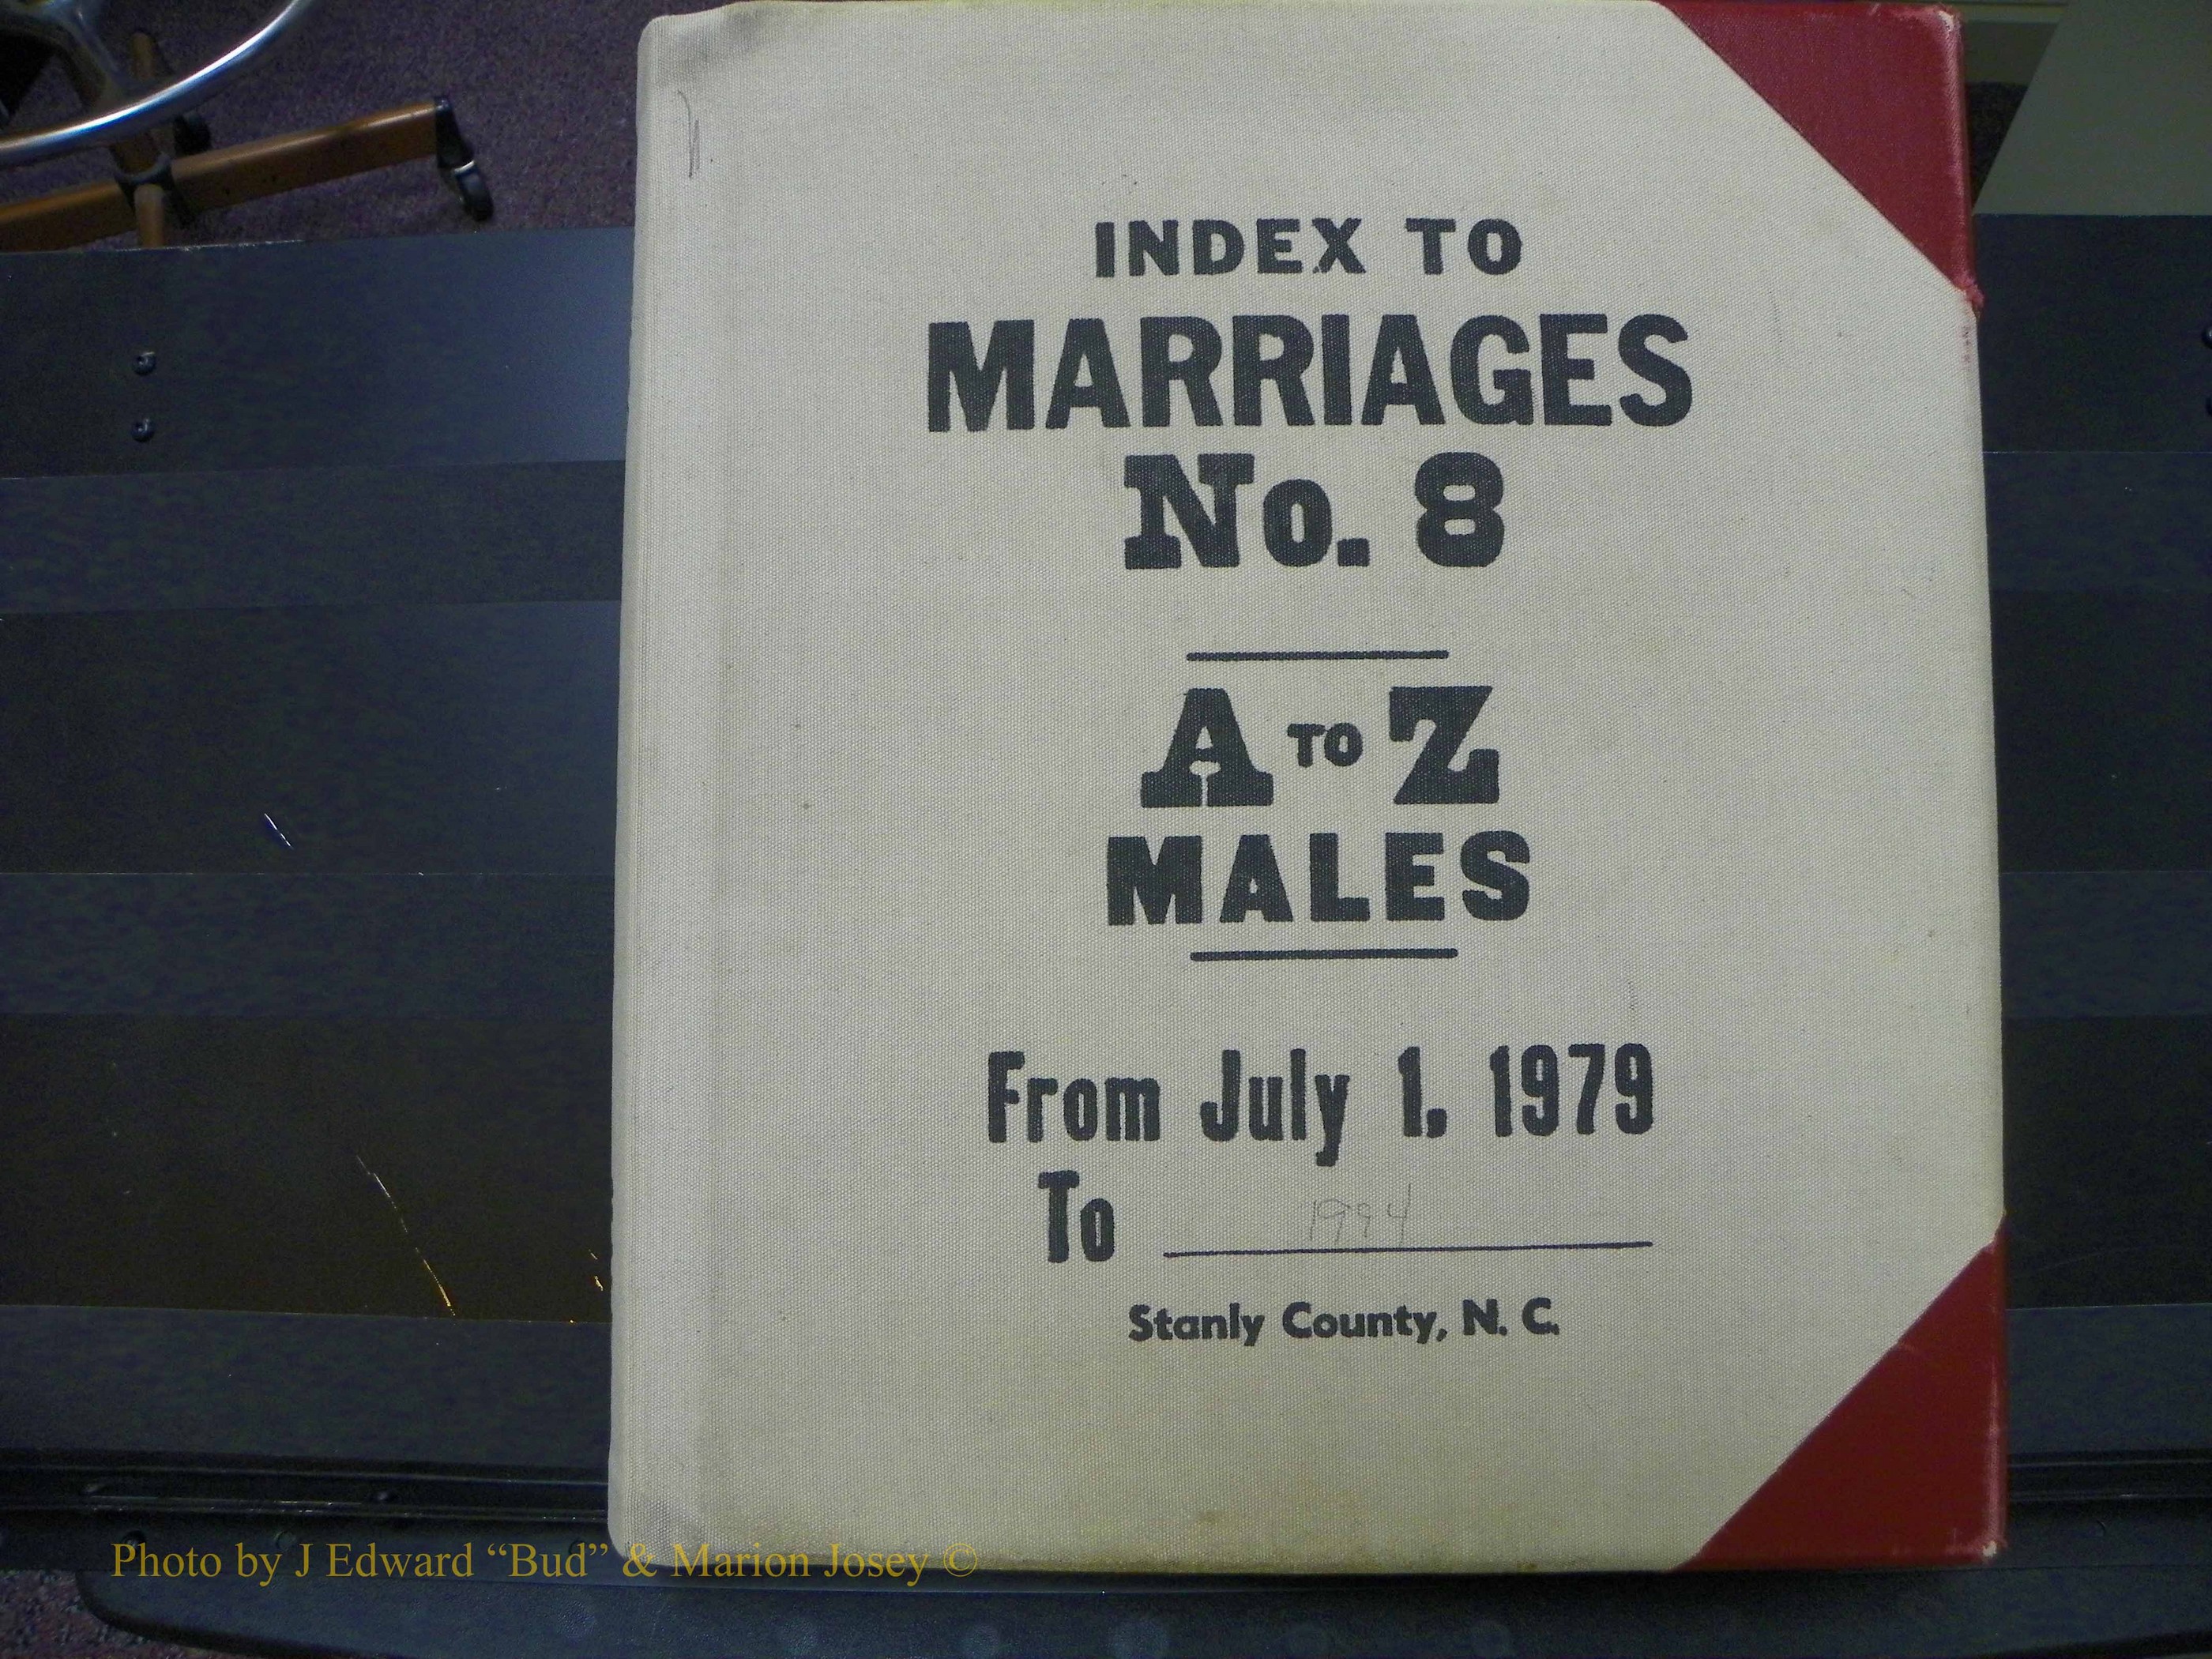 INDEX TO
MARRIAGES
No. 8
A TO Z
MALES
From July 1, 1979
To 1994
Stanly County, N. C.
Photo by J Edward “Bud” & Marion Josey ©